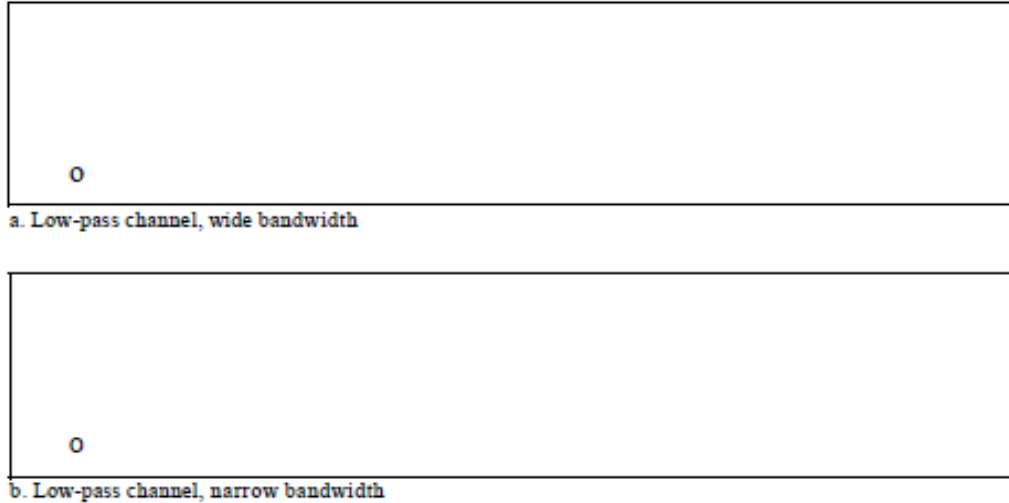 o
a. Low-pass channel, wide bandwidth
o
b. Low-pass channel, narrow bandwidth